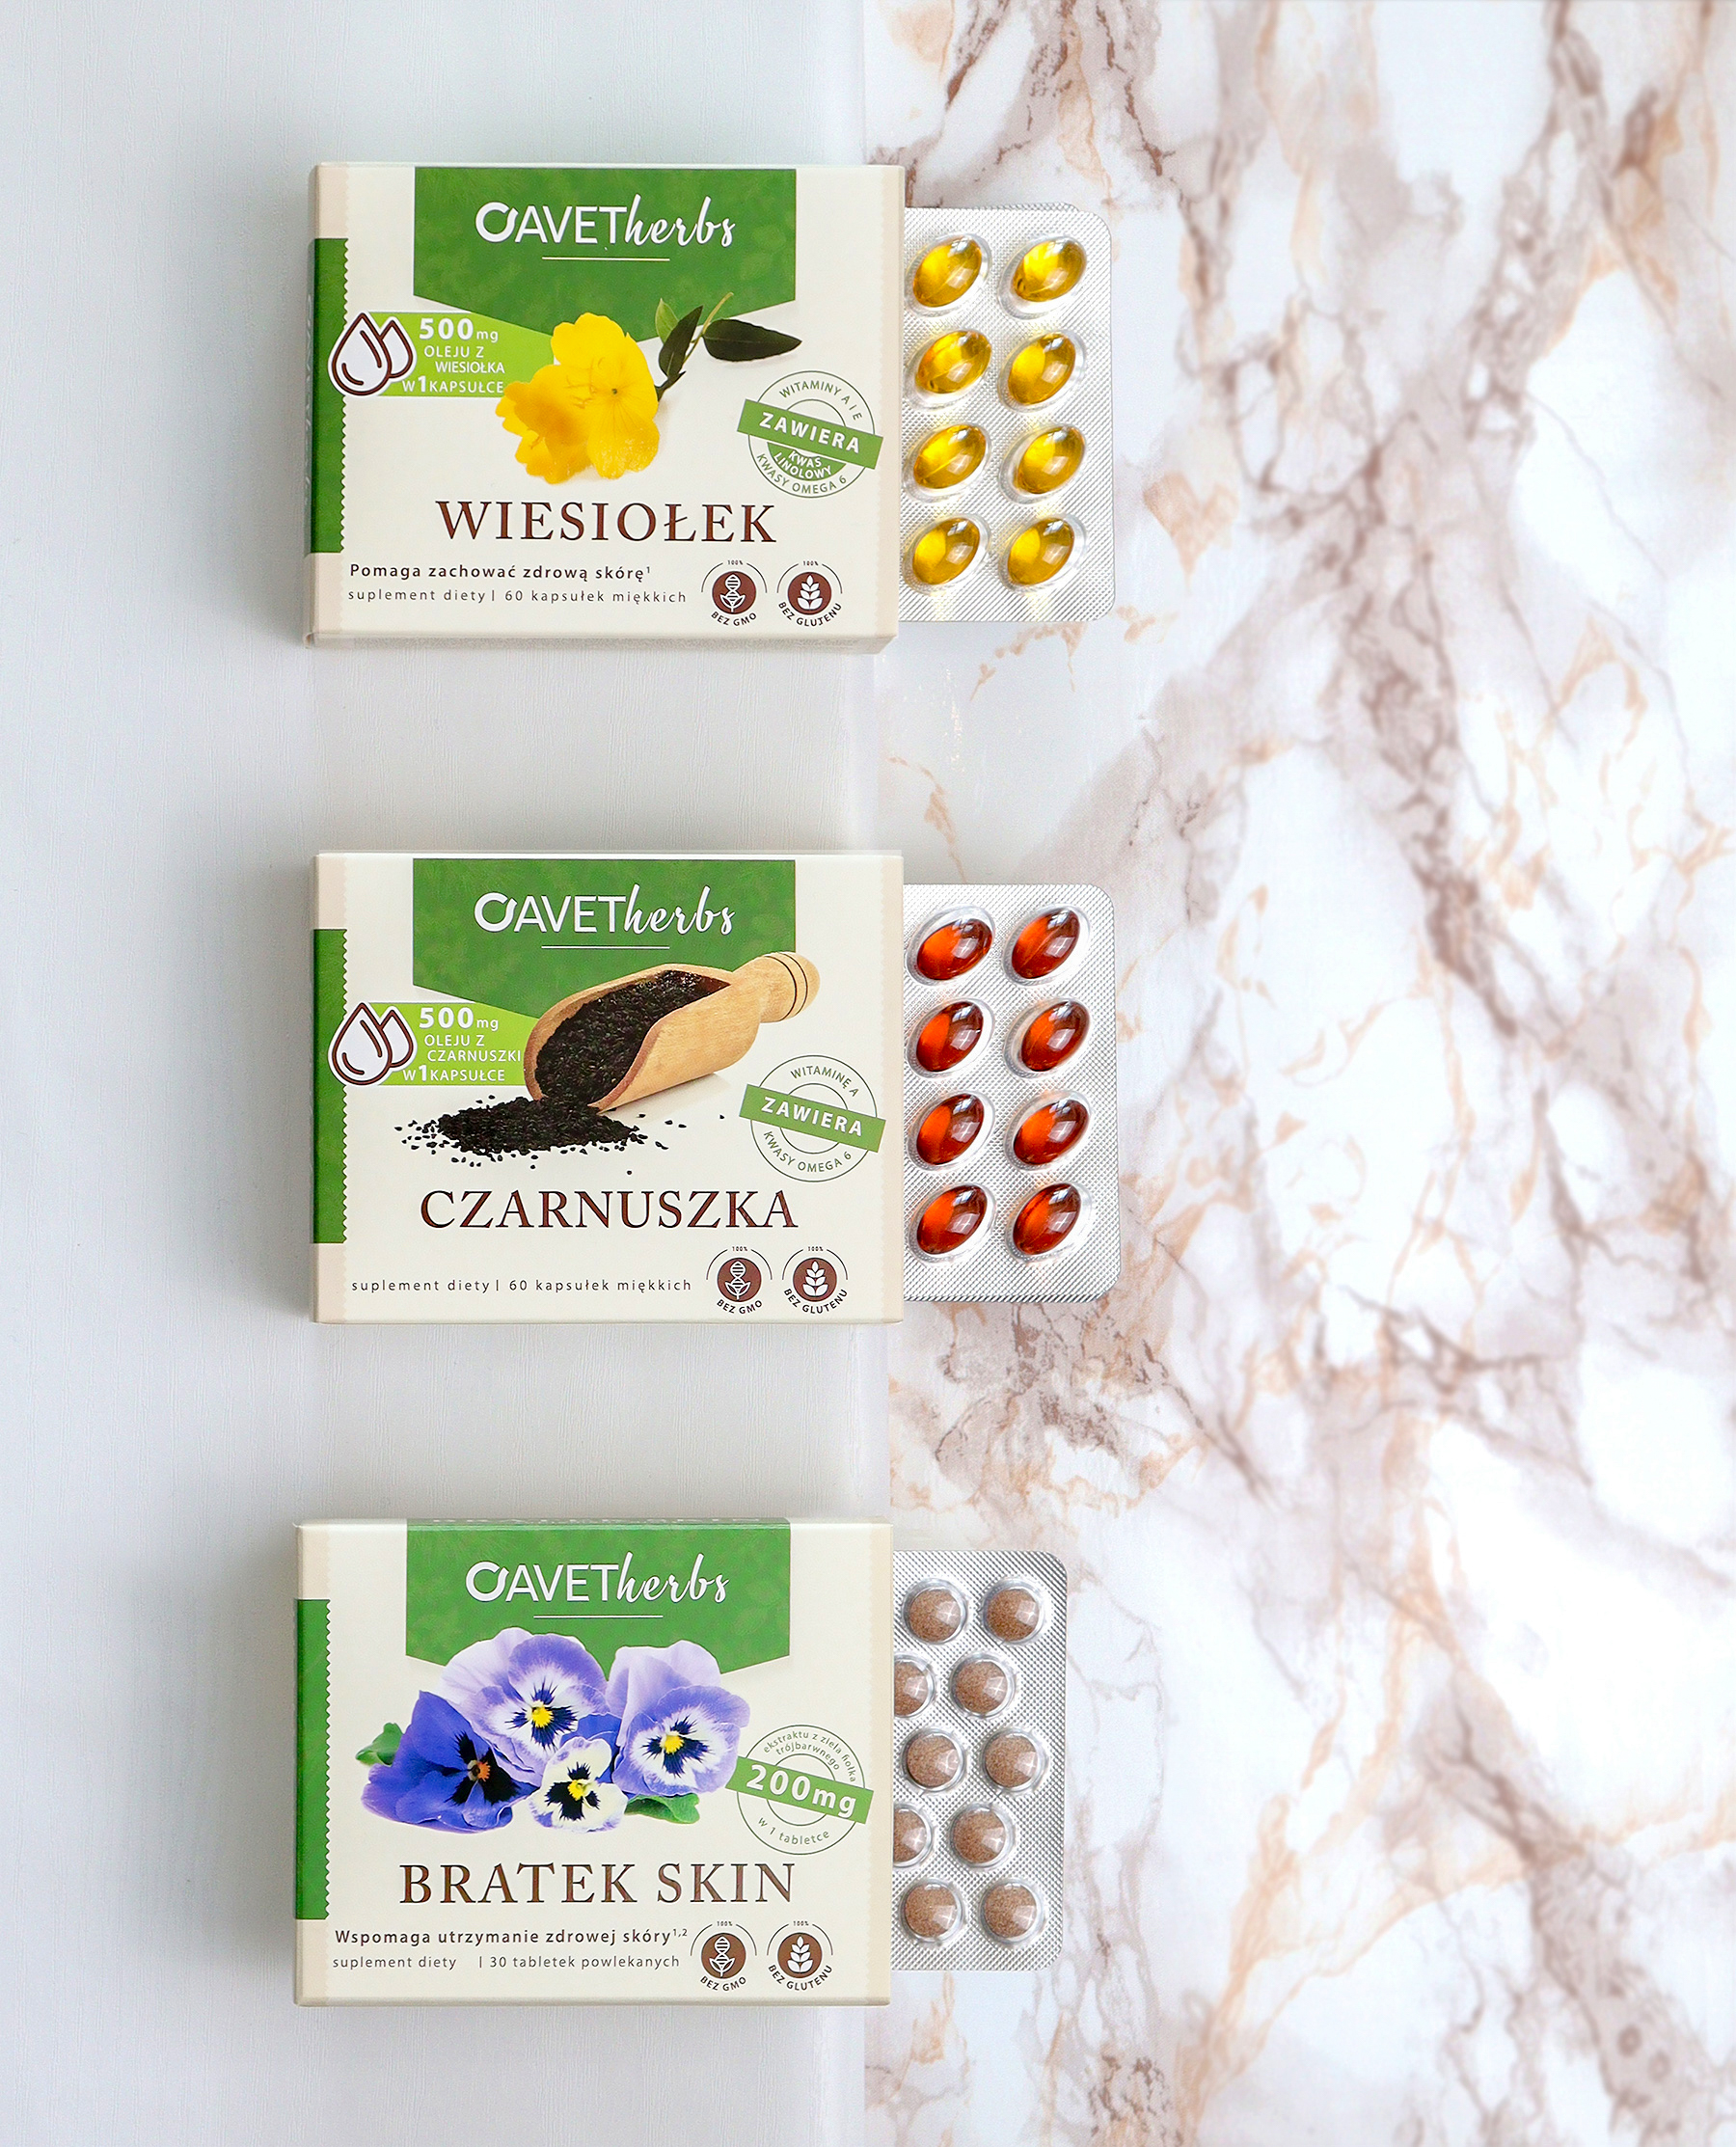 OAVETherbs
500mg
OLEJU Z
WIESIOŁKA
W 1 KAPSUŁCE
WITAMINY A I E
ZAWIERA
KWAS
LINOLOWY
KWASY OMEGA 6
WIESIOŁEK
Pomaga zachować zdrową skórę¹
suplement diety | 60 kapsułek miękkich
100%
BEZ GMO
100%
BEZ GLUTENU
OAVETherbs
500mg
OLEJU Z
CZARNUSZKI
W 1 KAPSUŁCE
WITAMINĘ A
ZAWIERA
KWASY OMEGA 6
CZARNUSZKA
suplement diety | 60 kapsułek miękkich
100%
BEZ GMO
100%
BEZ GLUTENU
OAVETherbs
ekstraktu z ziela fiołka
trójbarwnego
200mg
w 1 tabletce
BRATEK SKIN
Wspomaga utrzymanie zdrowej skóry¹,²
suplement diety | 30 tabletek powlekanych
100%
BEZ GMO
100%
BEZ GLUTENU